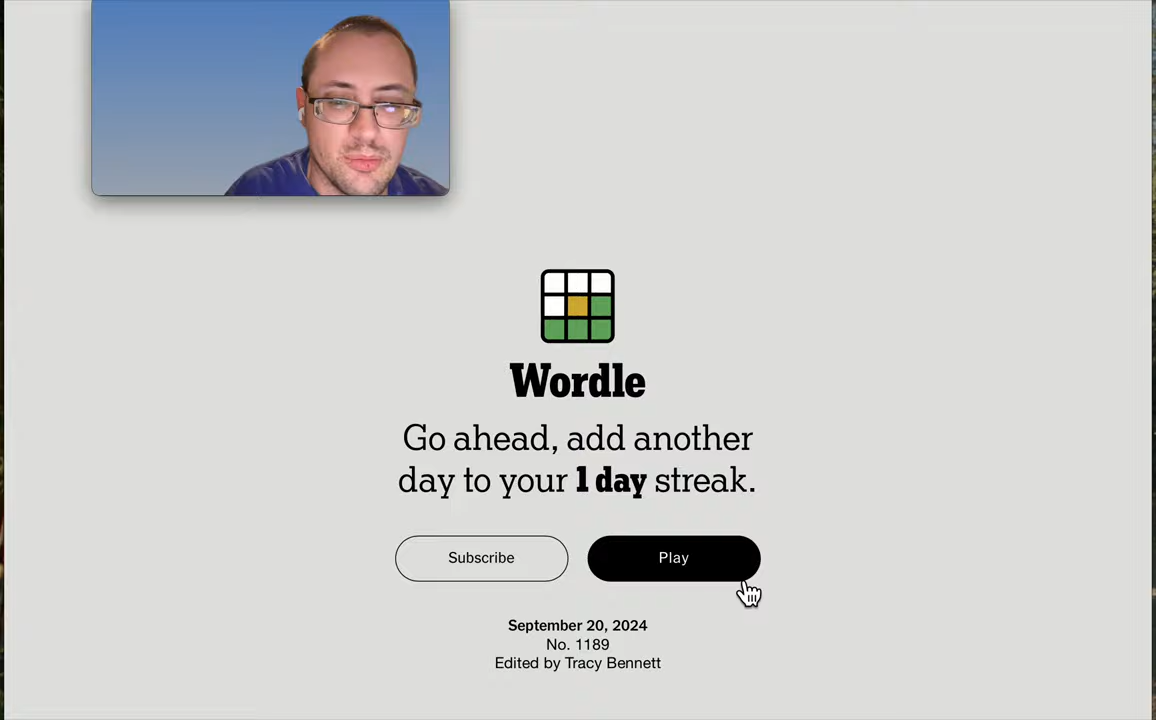 Wordle
Go ahead, add another
day to your 1 day streak.
Subscribe
Play
September 20, 2024
No. 1189
Edited by Tracy Bennett